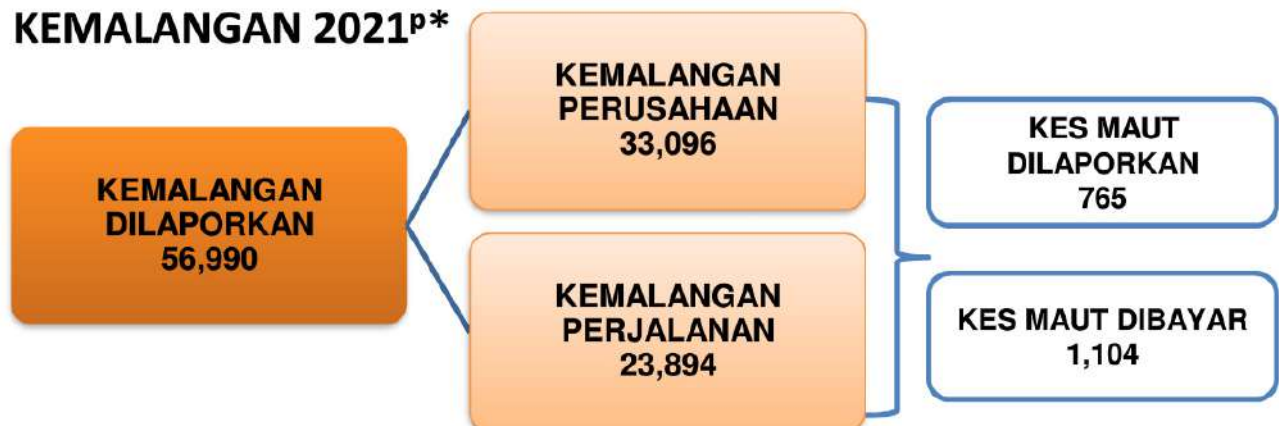 KEMALANGAN 2021ᵖ*
KEMALANGAN
DILAPORKAN
56,990
KEMALANGAN
PERUSAHAAN
33,096
KEMALANGAN
PERJALANAN
23,894
KES MAUT
DILAPORKAN
765
KES MAUT DIBAYAR
1,104